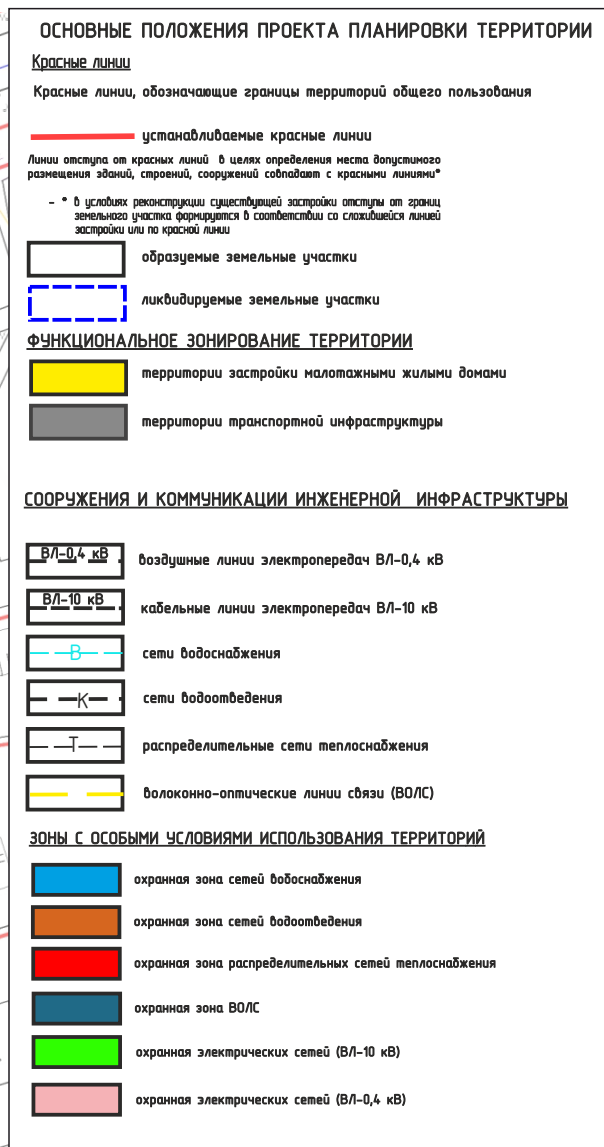 ОСНОВНЫЕ ПОЛОЖЕНИЯ ПРОЕКТА ПЛАНИРОВКИ ТЕРРИТОРИИ
Красные линии
Красные линии, обозначающие границы территорий общего пользования
устанавливаемые красные линии
Линии отступа от красных линий в целях определения места допустимого
размещения зданий, строений, сооружений совпадают с красными линиями*
- * в условиях реконструкции существующей застройки отступы от границ
земельного участка формируются в соответствии со сложившейся линией
застройки или по красной линии
образуемые земельные участки
ликвидируемые земельные участки
ФУНКЦИОНАЛЬНОЕ ЗОНИРОВАНИЕ ТЕРРИТОРИИ
территории застройки малотажными жилыми домами
территории транспортной инфраструктуры
СООРУЖЕНИЯ И КОММУНИКАЦИИ ИНЖЕНЕРНОЙ ИНФРАСТРУКТУРЫ
ВЛ-0,4 кВ воздушные линии электропередач ВЛ-0,4 кВ
ВЛ-10 кВ кабельные линии электропередач ВЛ-10 кВ
В сети водоснабжения
К сети водоотведения
Т распределительные сети теплоснабжения
волоконно-оптические линии связи (ВОЛС)
ЗОНЫ С ОСОБЫМИ УСЛОВИЯМИ ИСПОЛЬЗОВАНИЯ ТЕРРИТОРИЙ
охранная зона сетей водоснабжения
охранная зона сетей водоотведения
охранная зона распределительных сетей теплоснабжения
охранная зона ВОЛС
охранная электрических сетей (ВЛ-10 кВ)
охранная электрических сетей (ВЛ-0,4 кВ)